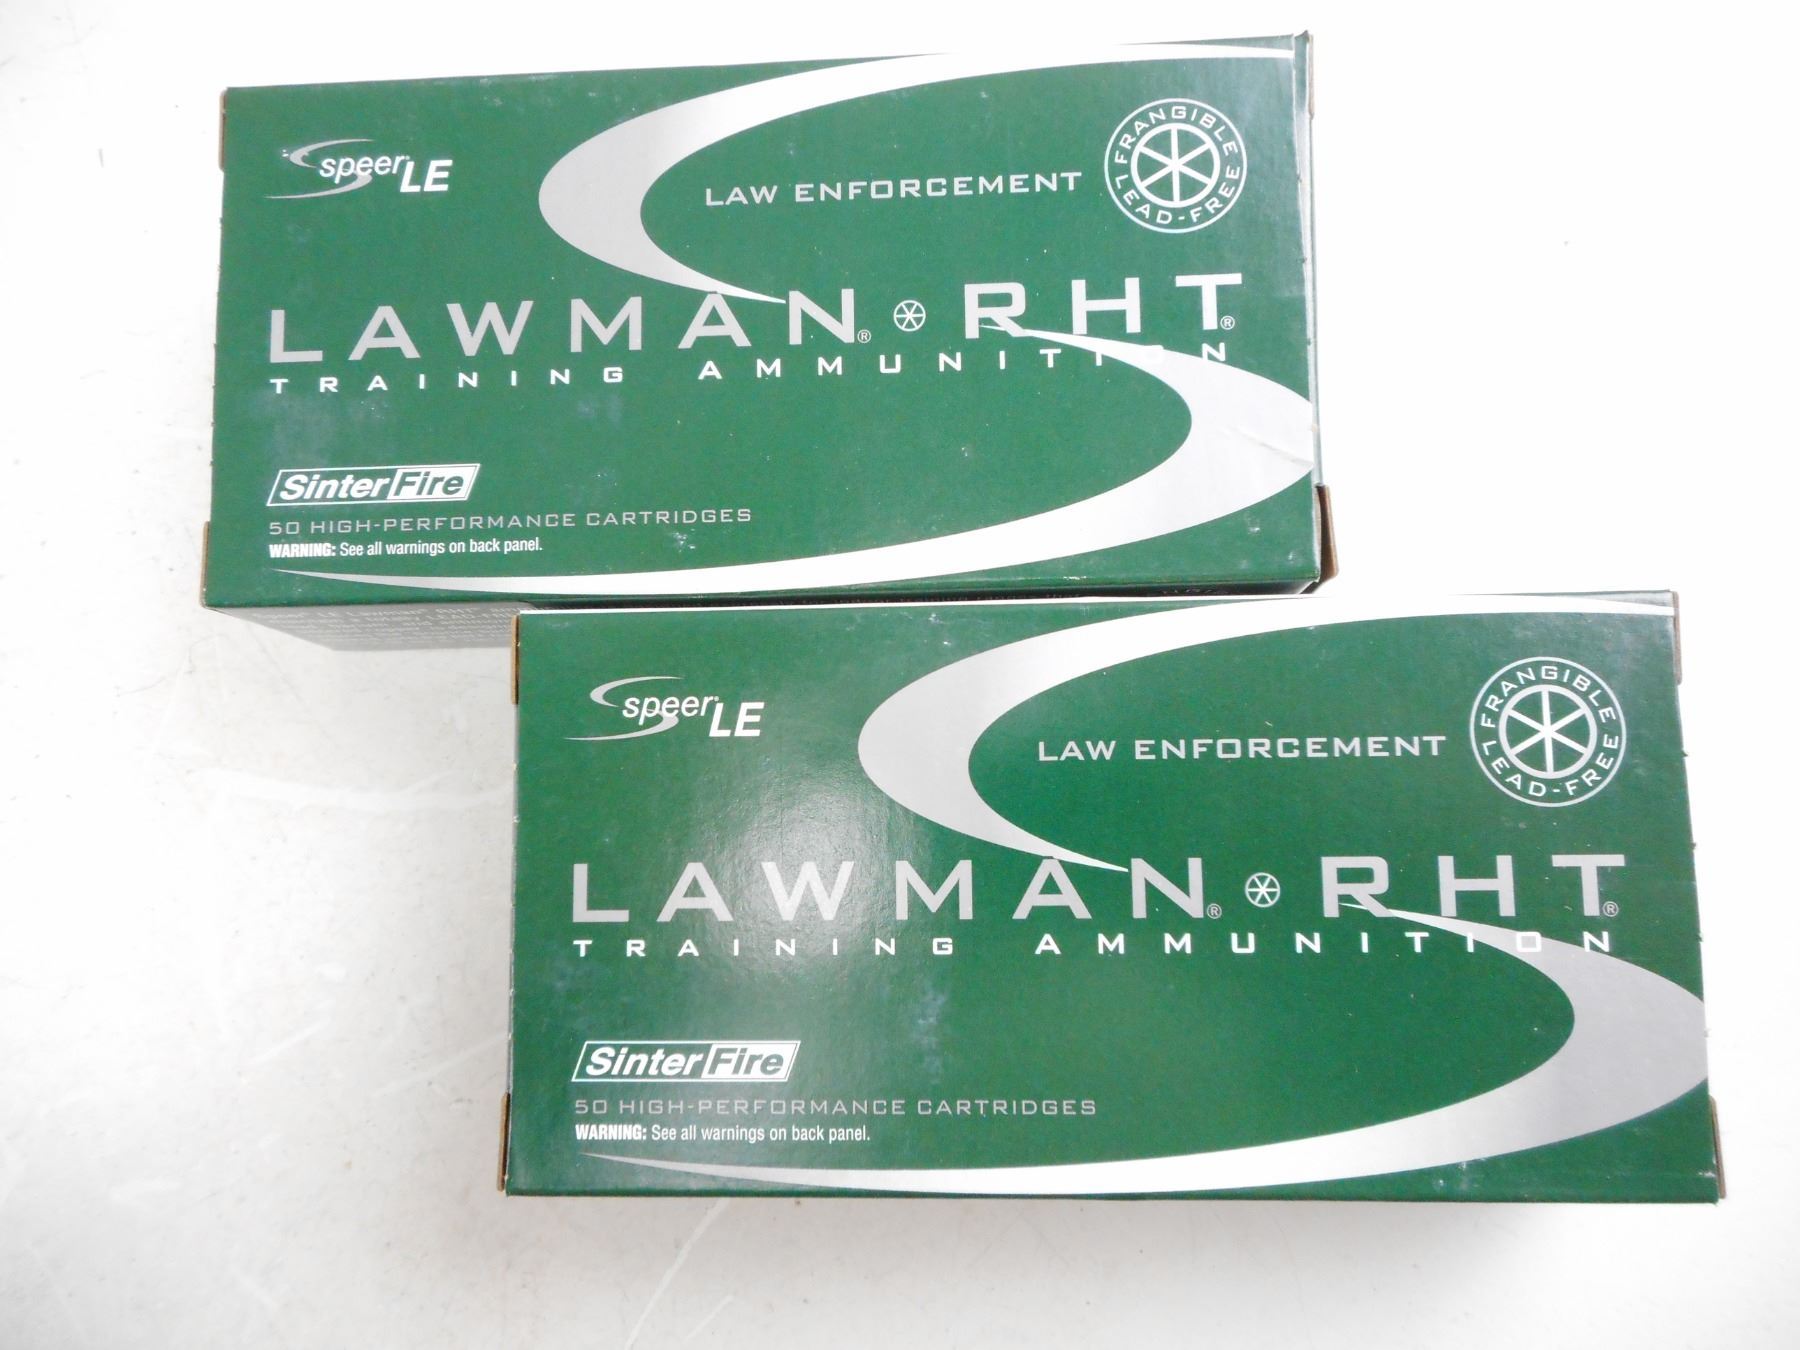 speer LE
LAW ENFORCEMENT
FRANGIBLE
LEAD-FREE
LAWMAN® RHT®
TRAINING AMMUNITION
SinterFire
50 HIGH-PERFORMANCE CARTRIDGES
WARNING: See all warnings on back panel.
speer LE
LAW ENFORCEMENT
FRANGIBLE
LEAD-FREE
LAWMAN® RHT®
TRAINING AMMUNITION
SinterFire
50 HIGH-PERFORMANCE CARTRIDGES
WARNING: See all warnings on back panel.